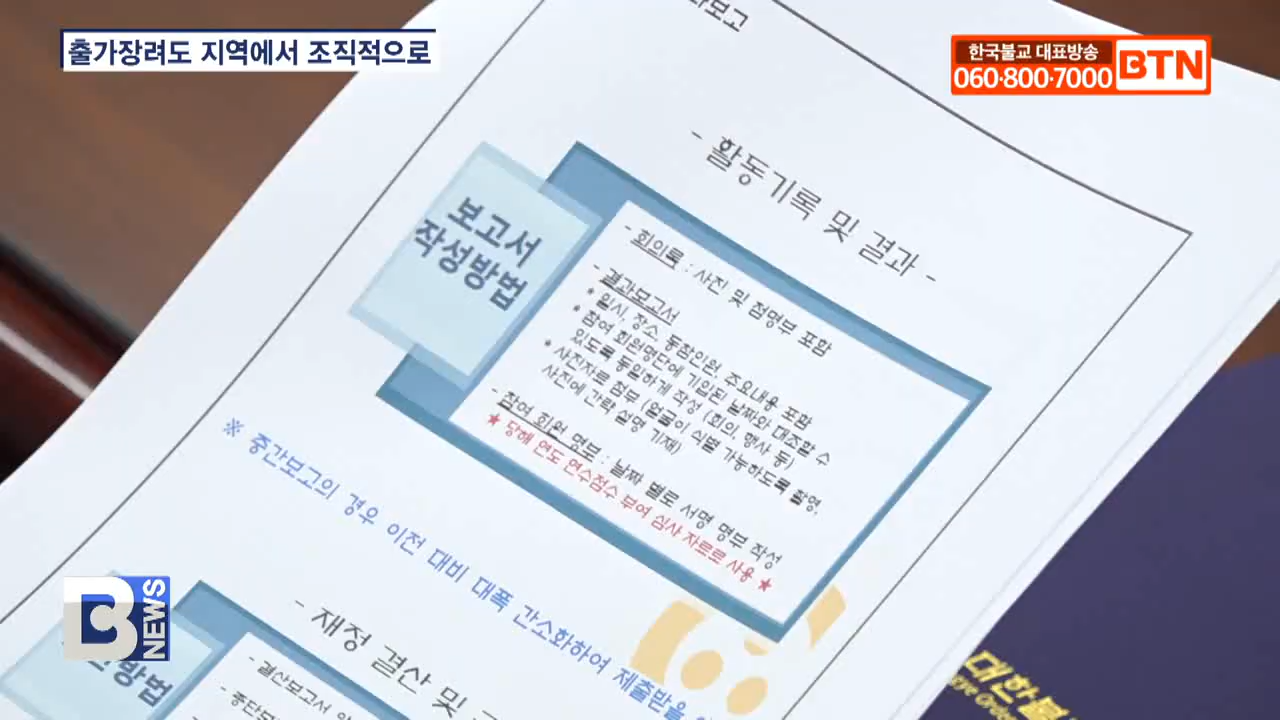 출가장려도 지역에서 조직적으로
한국불교 대표방송
060·800·7000
BTN
- 활동기록 및 결과 -
보고서
작성방법
- 회의록 : 사진 및 점명부 포함
- 결과보고서
* 일시, 장소, 동참인원, 주요내용 포함
* 참여 회원명단에 기입된 날짜와 대조할 수
있도록 동일하게 작성 (회의, 행사 등)
* 사진자료 첨부 (얼굴이 식별 가능하도록 촬영,
사진에 간략 설명 기재)
- 참여 회원 명부 : 날짜 별로 서명 명부 작성
★ 당해 연도 연수점수 부여 심사 자료로 사용 ★
※ 중간보고의 경우 이전 대비 대폭 간소화하여 제출받을
- 재정 결산 및
방법
- 결산보고서
B NEWS
대한불